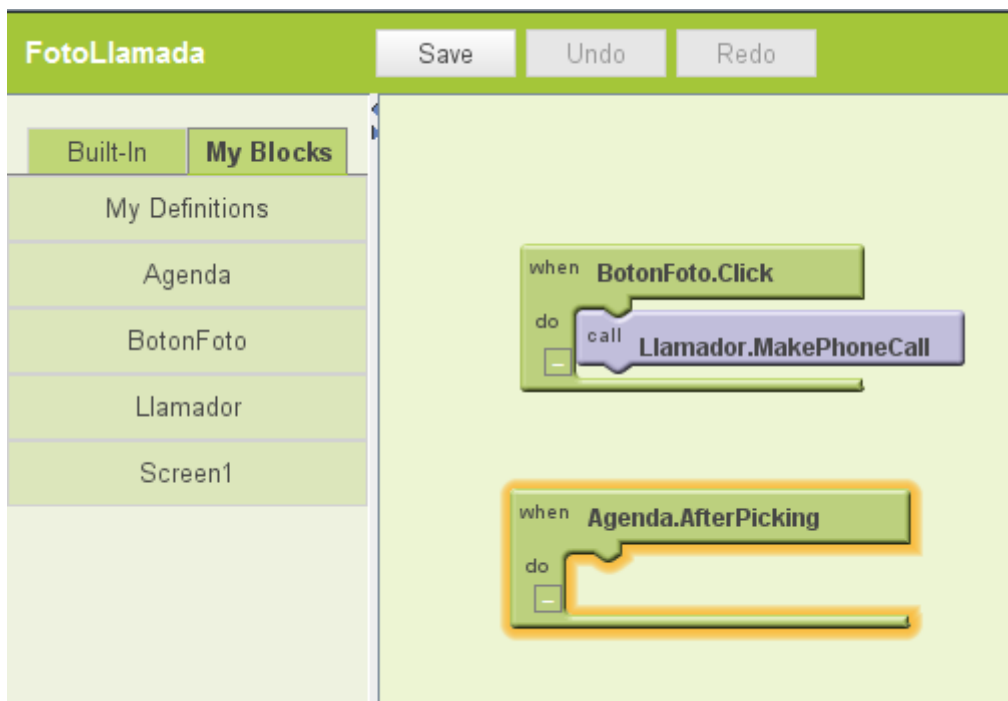 FotoLlamada
Save Undo Redo
Built-In My Blocks
My Definitions
Agenda
BotonFoto
Llamador
Screen1
when BotonFoto.Click
do
call Llamador.MakePhoneCall
when Agenda.AfterPicking
do